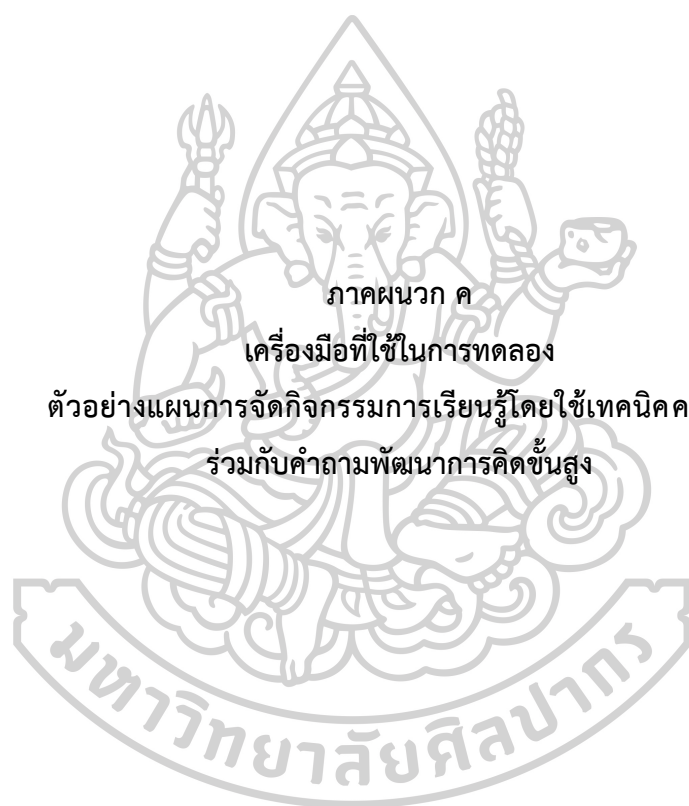 ภาคผนวก ค
เครื่องมือที่ใช้ในการทดลอง
ตัวอย่างแผนการจัดกิจกรรมการเรียนรู้โดยใช้เทคนิค
ร่วมกับคำถามพัฒนาการคิดขั้นสูง
มหาวิทยาลัยศิลปากร